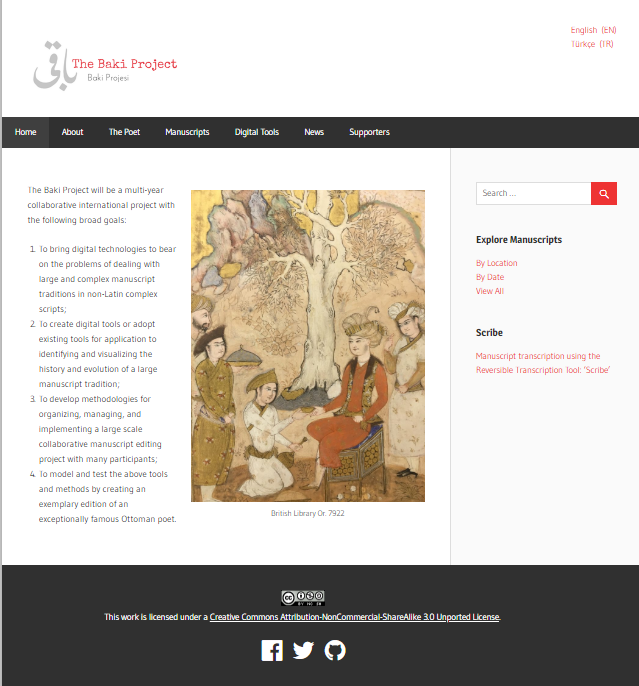 English (EN)
Türkçe (TR)
باقی
The Baki Project
Baki Projesi
Home About The Poet Manuscripts Digital Tools News Supporters
The Baki Project will be a multi-year
collaborative international project with
the following broad goals:
1. To bring digital technologies to bear
on the problems of dealing with
large and complex manuscript
traditions in non-Latin complex
scripts;
2. To create digital tools or adopt
existing tools for application to
identifying and visualizing the
history and evolution of a large
manuscript tradition;
3. To develop methodologies for
organizing, managing, and
implementing a large scale
collaborative manuscript editing
project with many participants;
4. To model and test the above tools
and methods by creating an
exemplary edition of an
exceptionally famous Ottoman poet.
British Library Or. 7922
Search …
Explore Manuscripts
By Location
By Date
View All
Scribe
Manuscript transcription using the
Reversible Transcription Tool: 'Scribe'
CC
BY NC SA
This work is licensed under a Creative Commons Attribution-NonCommercial-ShareAlike 3.0 Unported License.